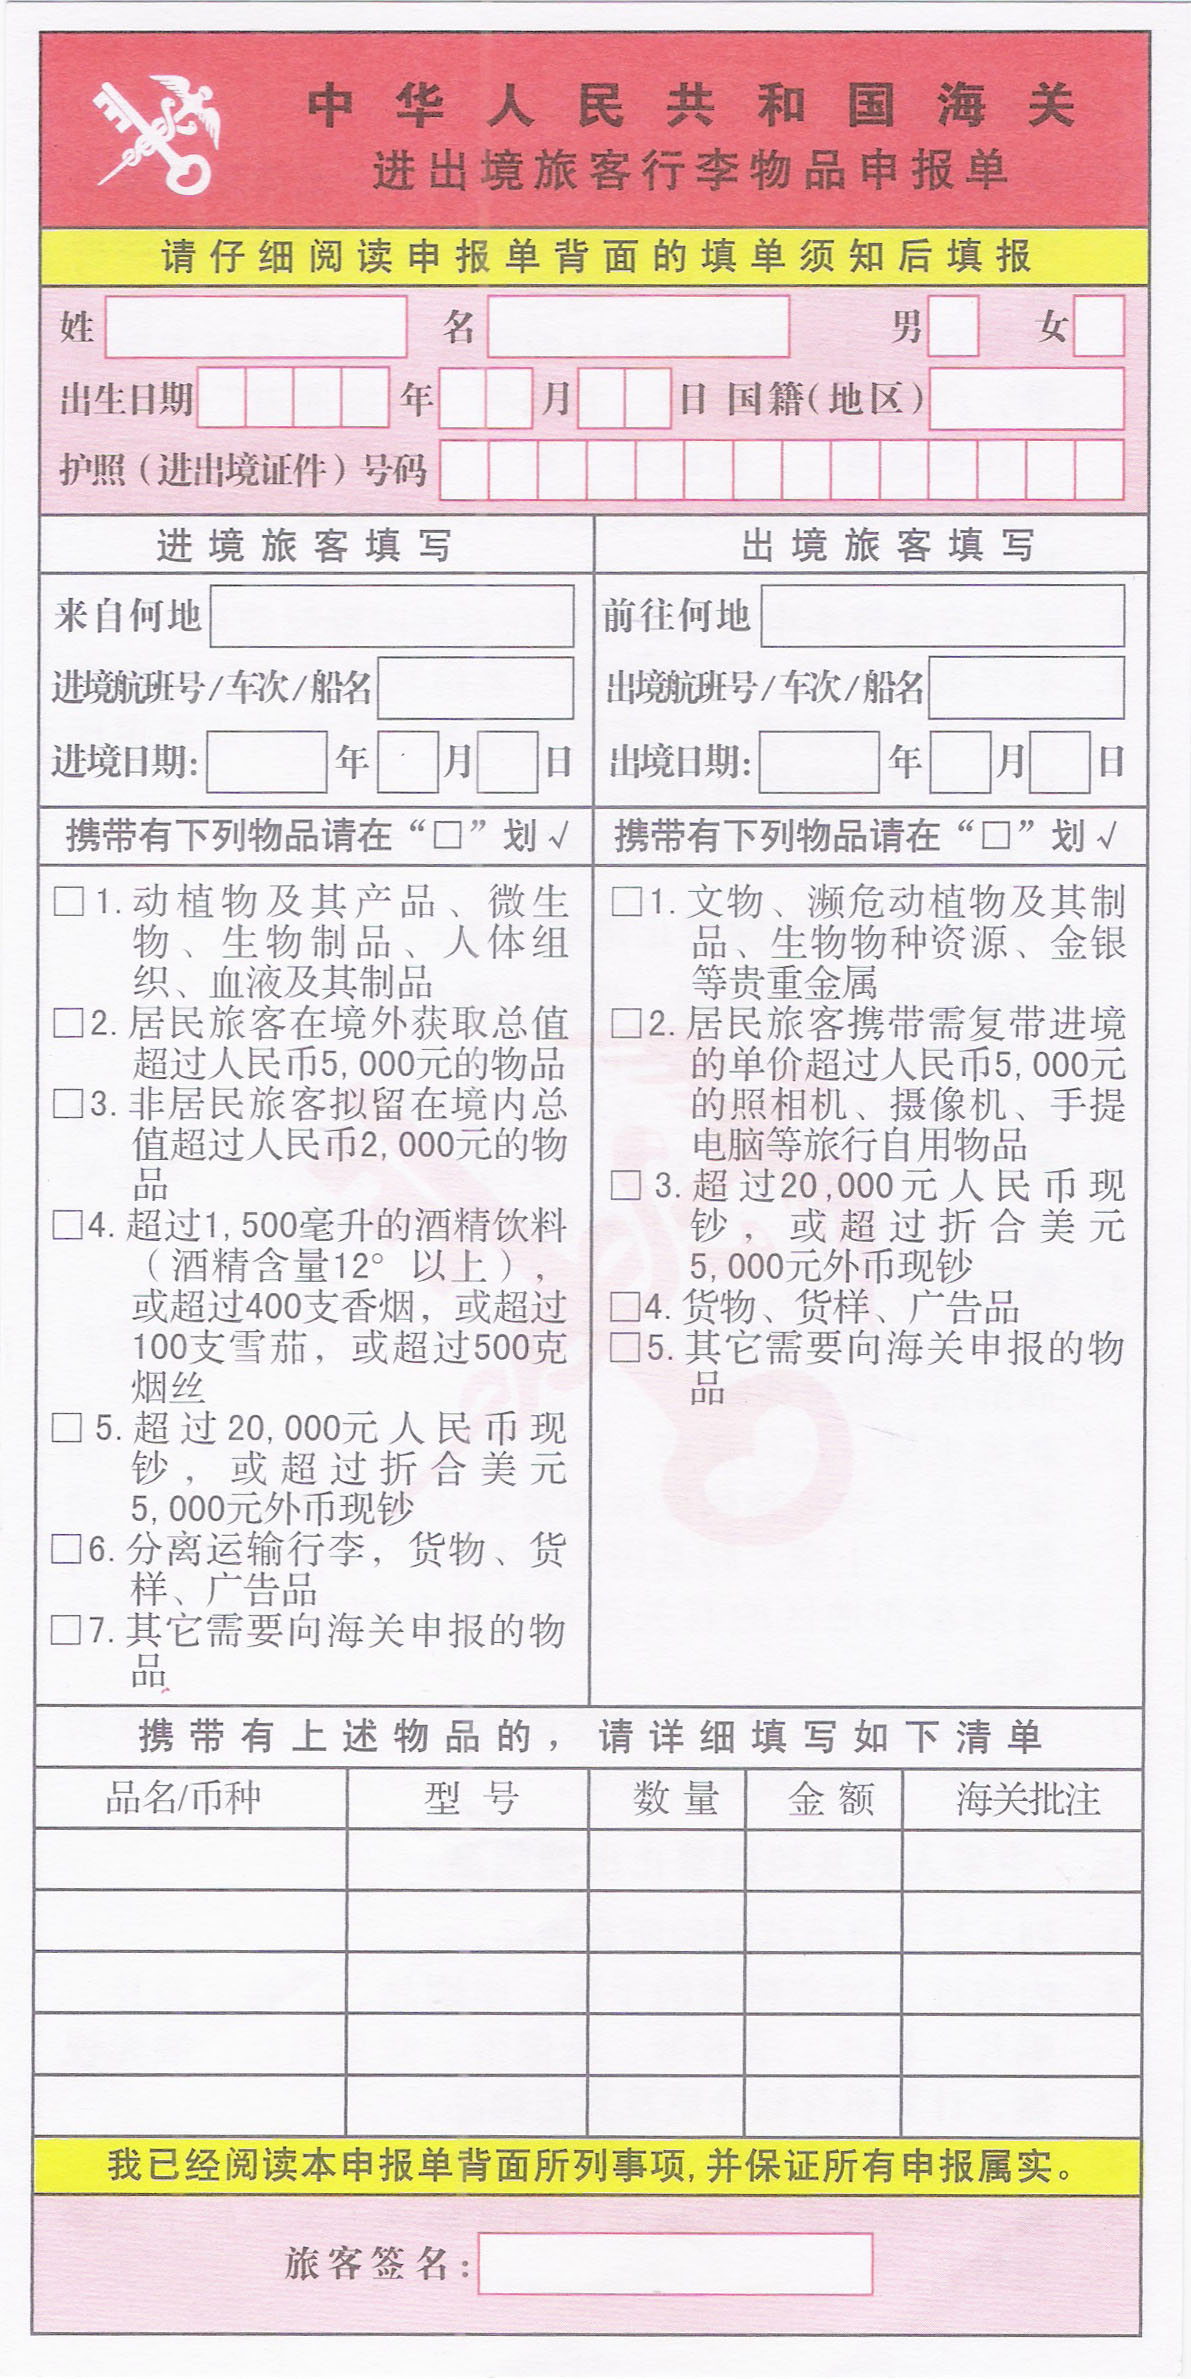 中华人民共和国海关
进出境旅客行李物品申报单
请仔细阅读申报单背面的填单须知后填报
姓 名 男 女
出生日期 年 月 日 国籍(地区)
护照(进出境证件)号码
进境旅客填写
来自何地
进境航班号/车次/船名
进境日期: 年 月 日
携带有下列物品请在“□”划√
□1.动植物及其产品、微生
物、生物制品、人体组
织、血液及其制品
□2.居民旅客在境外获取总值
超过人民币5,000元的物品
□3.非居民旅客拟留在境内总
值超过人民币2,000元的物
品
□4.超过1,500毫升的酒精饮料
(酒精含量12°以上),
或超过400支香烟,或超过
100支雪茄,或超过500克
烟丝
□5.超过20,000元人民币现
钞,或超过折合美元
5,000元外币现钞
□6.分离运输行李,货物、货
样、广告品
□7.其它需要向海关申报的物
品
出境旅客填写
前往何地
出境航班号/车次/船名
出境日期: 年 月 日
携带有下列物品请在“□”划√
□1.文物、濒危动植物及其制
品、生物物种资源、金银
等贵重金属
□2.居民旅客携带需复带进境
的单价超过人民币5,000元
的照相机、摄像机、手提
电脑等旅行自用物品
□3.超过20,000元人民币现
钞,或超过折合美元
5,000元外币现钞
□4.货物、货样、广告品
□5.其它需要向海关申报的物
品
携带有上述物品的,请详细填写如下清单
品名/币种 型号 数量 金额 海关批注
我已经阅读本申报单背面所列事项,并保证所有申报属实。
旅客签名: